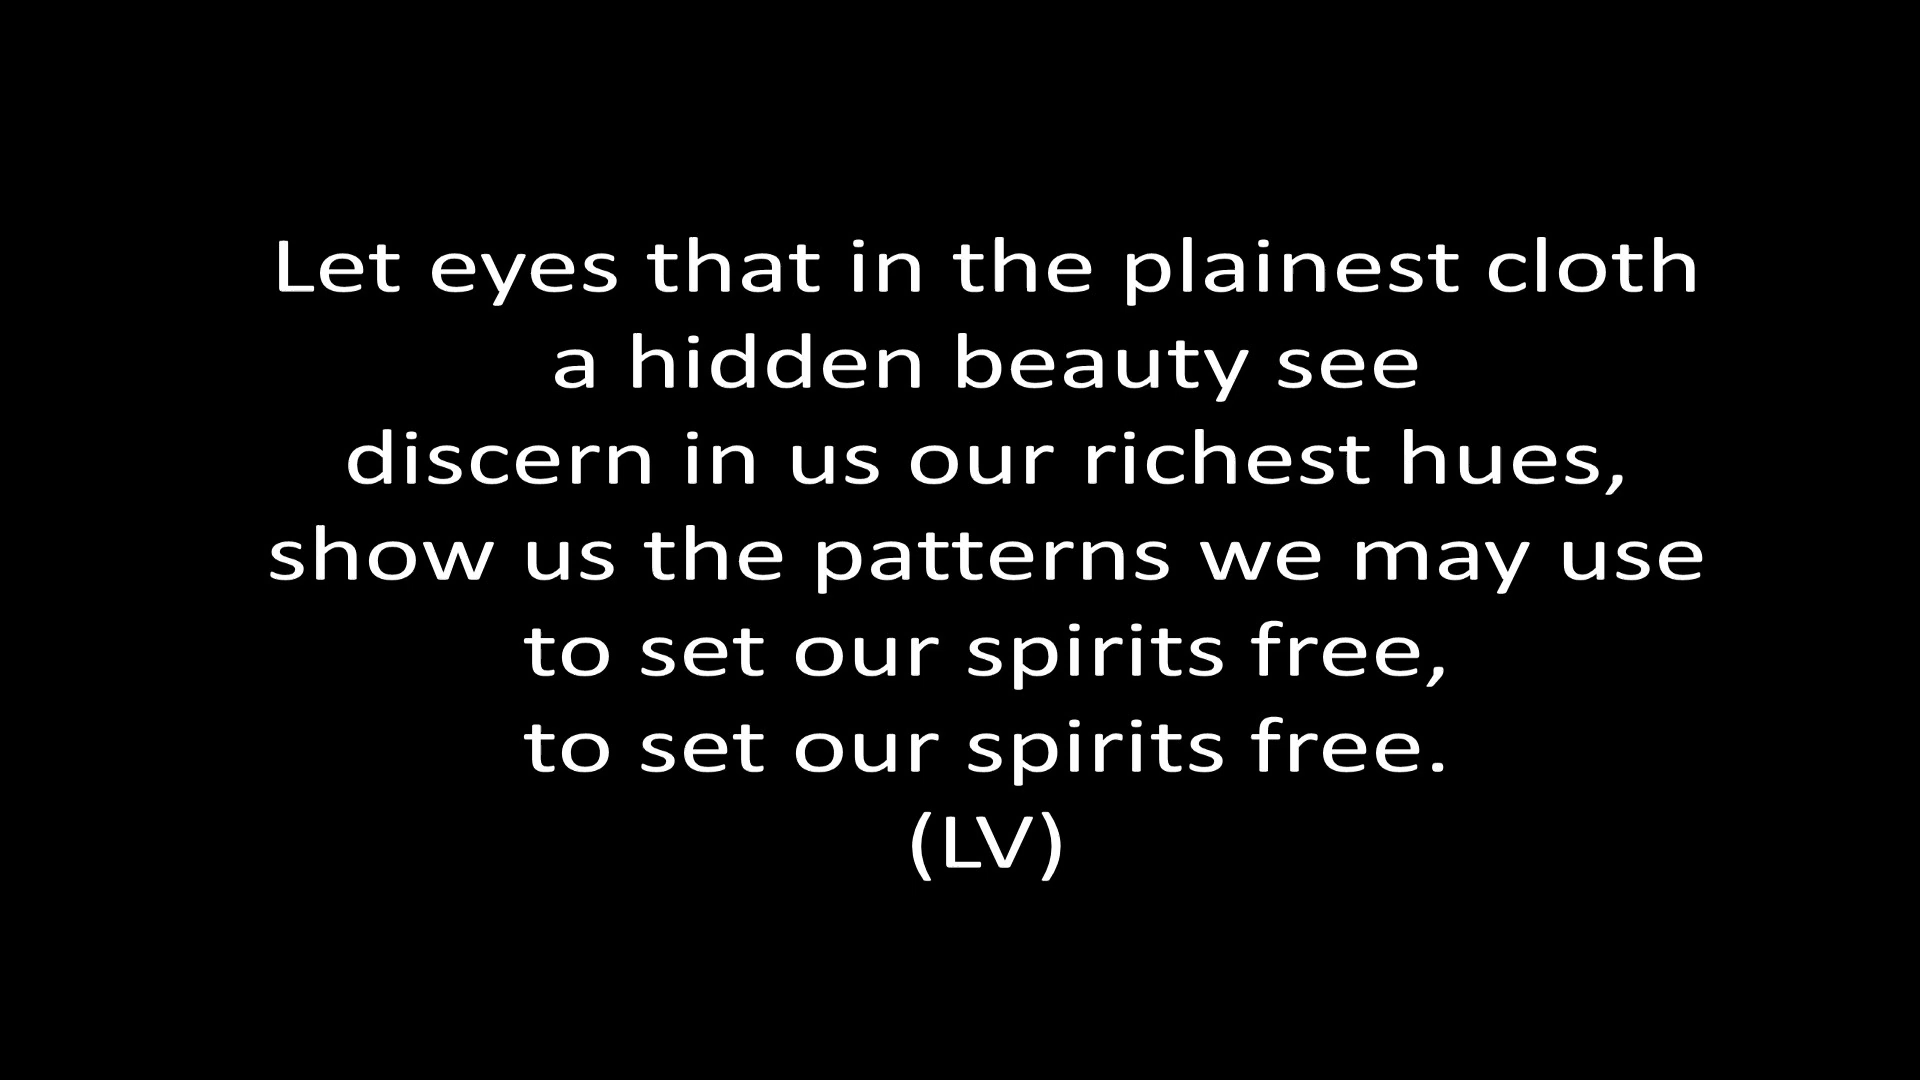 Let eyes that in the plainest cloth
a hidden beauty see
discern in us our richest hues,
show us the patterns we may use
to set our spirits free,
to set our spirits free.
(LV)